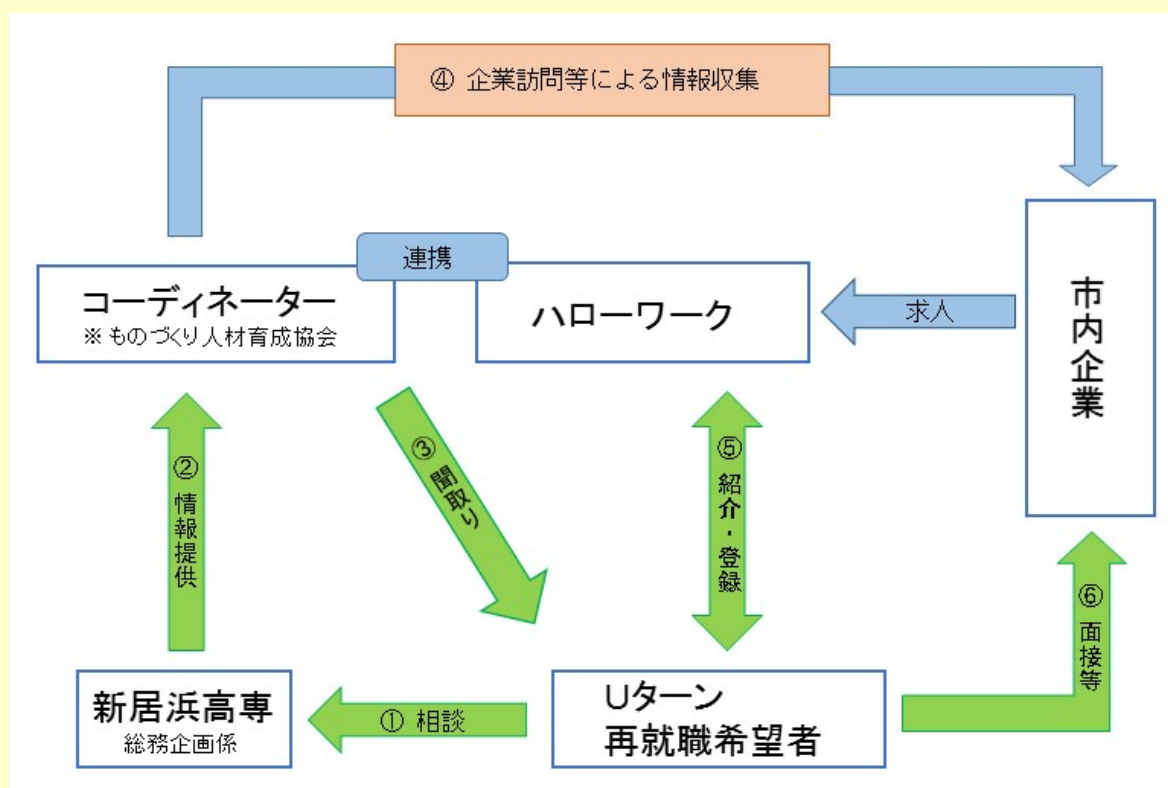 ④ 企業訪問等による情報収集
連携
コーディネーター
※ ものづくり人材育成協会
ハローワーク
求人
市内企業
② 情報提供
③ 聞取り
⑤ 紹介・登録
⑥ 面接等
新居浜高専
総務企画係
① 相談
Uターン
再就職希望者